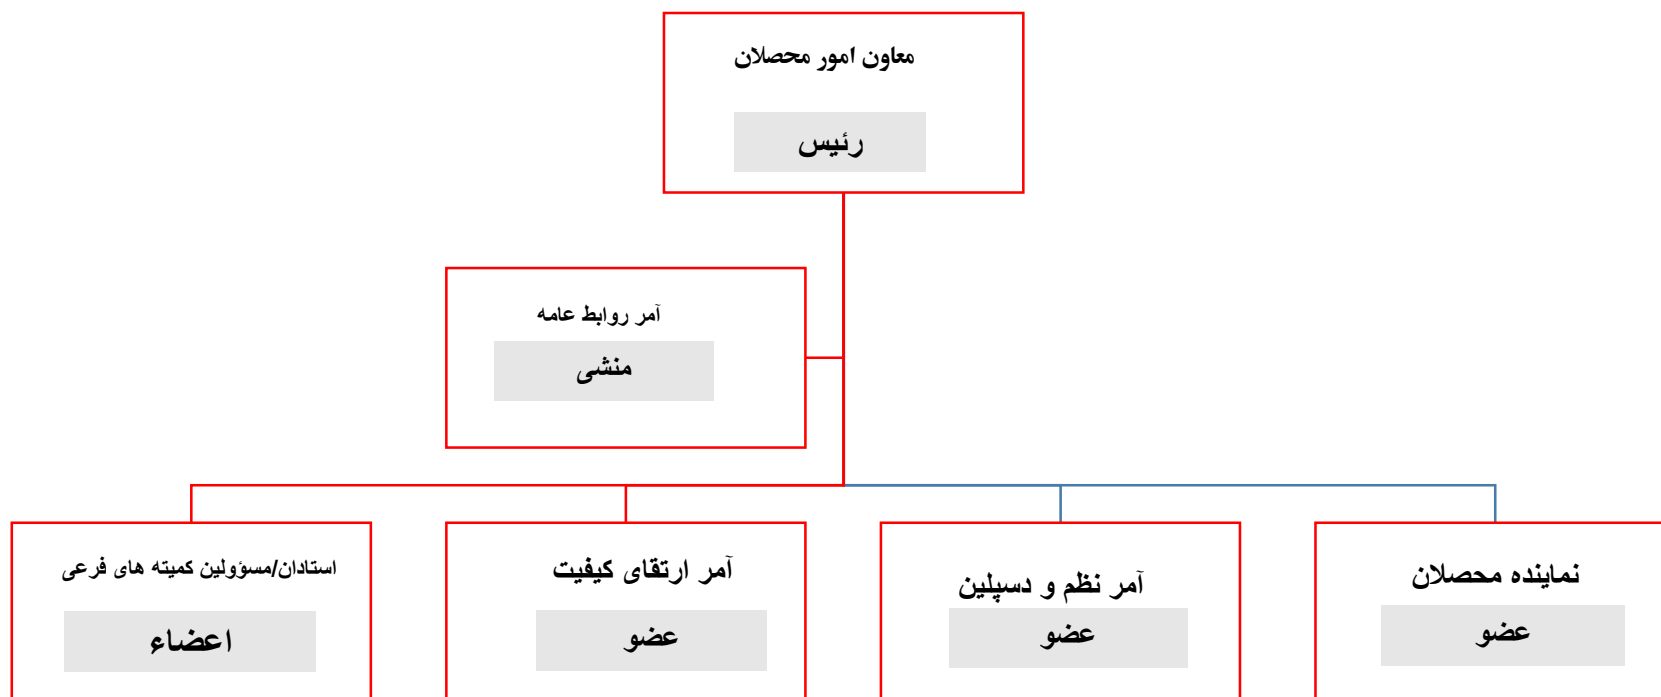 معاون امور محصلان
رئیس
آمر روابط عامه
منشی
نماینده محصلان
عضو
آمر نظم و دسپلین
عضو
آمر ارتقای کیفیت
عضو
استادان/مسؤولین کمیته های فرعی
اعضاء